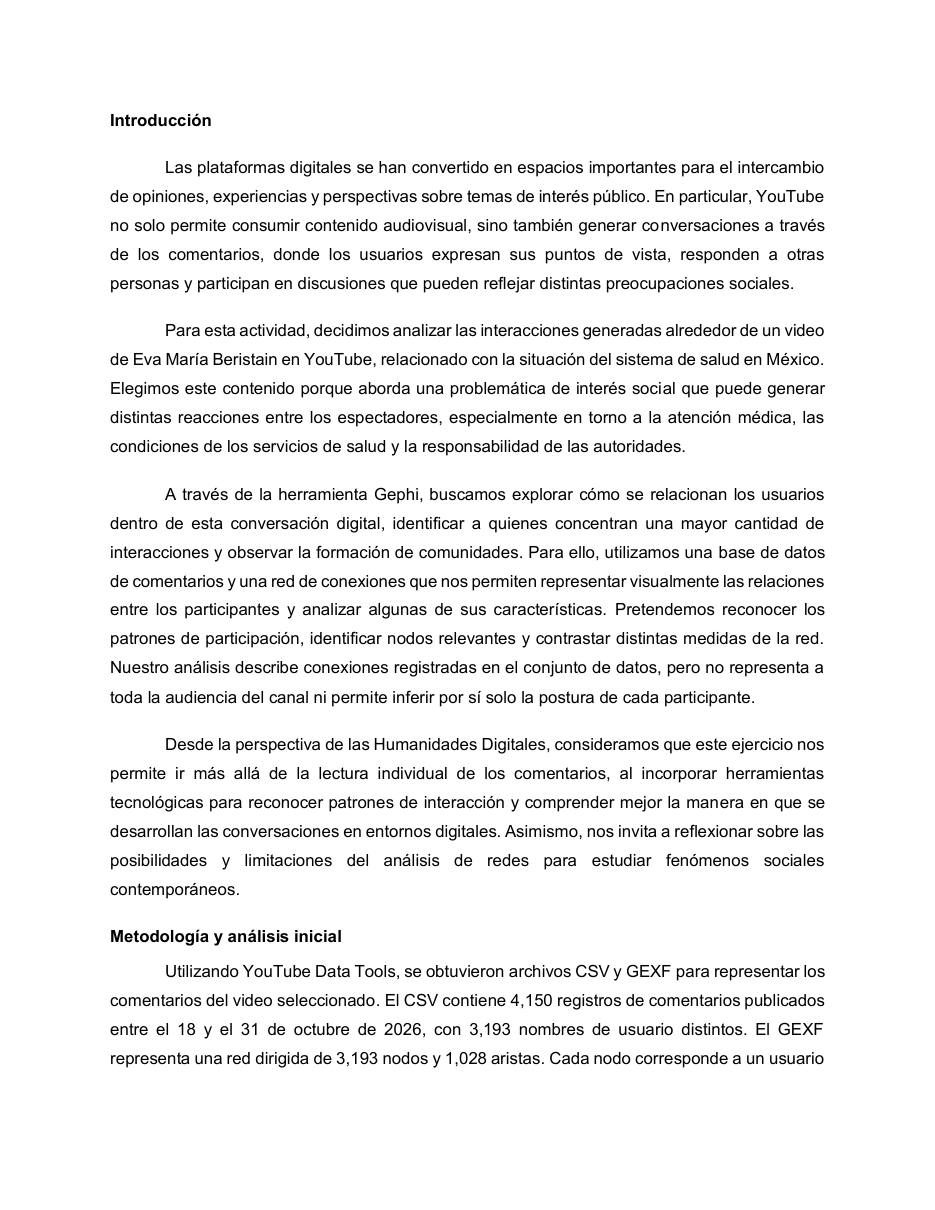 Introducción
Las plataformas digitales se han convertido en espacios importantes para el intercambio
de opiniones, experiencias y perspectivas sobre temas de interés público. En particular, YouTube
no solo permite consumir contenido audiovisual, sino también generar conversaciones a través
de los comentarios, donde los usuarios expresan sus puntos de vista, responden a otras
personas y participan en discusiones que pueden reflejar distintas preocupaciones sociales.
Para esta actividad, decidimos analizar las interacciones generadas alrededor de un video
de Eva María Beristain en YouTube, relacionado con la situación del sistema de salud en México.
Elegimos este contenido porque aborda una problemática de interés social que puede generar
distintas reacciones entre los espectadores, especialmente en torno a la atención médica, las
condiciones de los servicios de salud y la responsabilidad de las autoridades.
A través de la herramienta Gephi, buscamos explorar cómo se relacionan los usuarios
dentro de esta conversación digital, identificar a quienes concentran una mayor cantidad de
interacciones y observar la formación de comunidades. Para ello, utilizamos una base de datos
de comentarios y una red de conexiones que nos permiten representar visualmente las relaciones
entre los participantes y analizar algunas de sus características. Pretendemos reconocer los
patrones de participación, identificar nodos relevantes y contrastar distintas medidas de la red.
Nuestro análisis describe conexiones registradas en el conjunto de datos, pero no representa a
toda la audiencia del canal ni permite inferir por sí solo la postura de cada participante.
Desde la perspectiva de las Humanidades Digitales, consideramos que este ejercicio nos
permite ir más allá de la lectura individual de los comentarios, al incorporar herramientas
tecnológicas para reconocer patrones de interacción y comprender mejor la manera en que se
desarrollan las conversaciones en entornos digitales. Asimismo, nos invita a reflexionar sobre las
posibilidades y limitaciones del análisis de redes para estudiar fenómenos sociales
contemporáneos.
Metodología y análisis inicial
Utilizando YouTube Data Tools, se obtuvieron archivos CSV y GEXF para representar los
comentarios del video seleccionado. El CSV contiene 4,150 registros de comentarios publicados
entre el 18 y el 31 de octubre de 2026, con 3,193 nombres de usuario distintos. El GEXF
representa una red dirigida de 3,193 nodos y 1,028 aristas. Cada nodo corresponde a un usuario